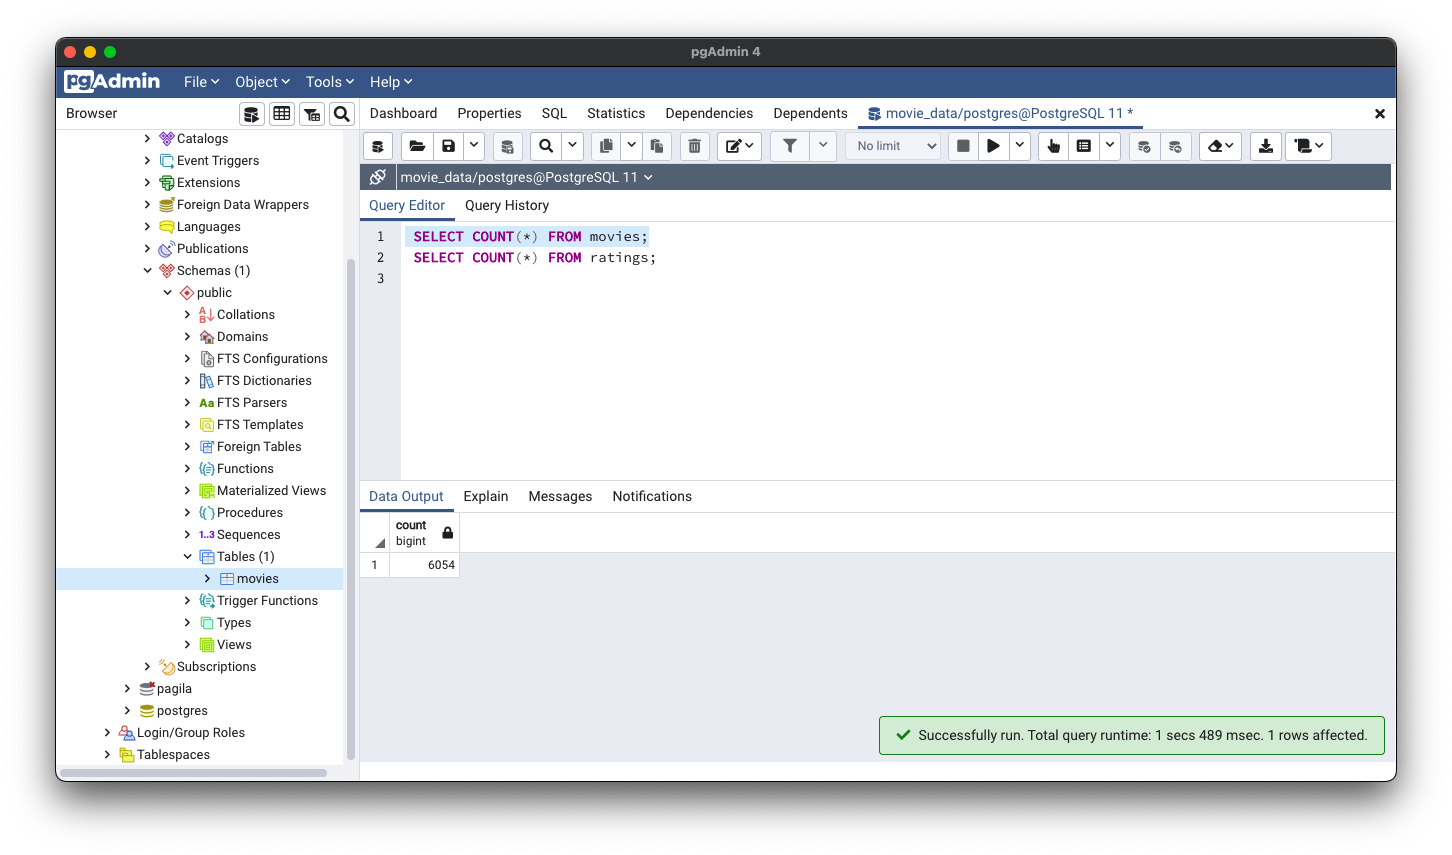 pgAdmin 4
pgAdmin File Object Tools Help
Browser
Dashboard Properties SQL Statistics Dependencies Dependents movie_data/postgres@PostgreSQL 11 *
No limit
movie_data/postgres@PostgreSQL 11
Query Editor Query History
1 SELECT COUNT(*) FROM movies;
2 SELECT COUNT(*) FROM ratings;
3
Catalogs
Event Triggers
Extensions
Foreign Data Wrappers
Languages
Publications
Schemas (1)
public
Collations
Domains
FTS Configurations
FTS Dictionaries
Aa FTS Parsers
FTS Templates
Foreign Tables
Functions
Materialized Views
Procedures
1..3 Sequences
Tables (1)
movies
Trigger Functions
Types
Views
Subscriptions
pagila
postgres
Login/Group Roles
Tablespaces
Data Output Explain Messages Notifications
count
bigint
1 6054
Successfully run. Total query runtime: 1 secs 489 msec. 1 rows affected.